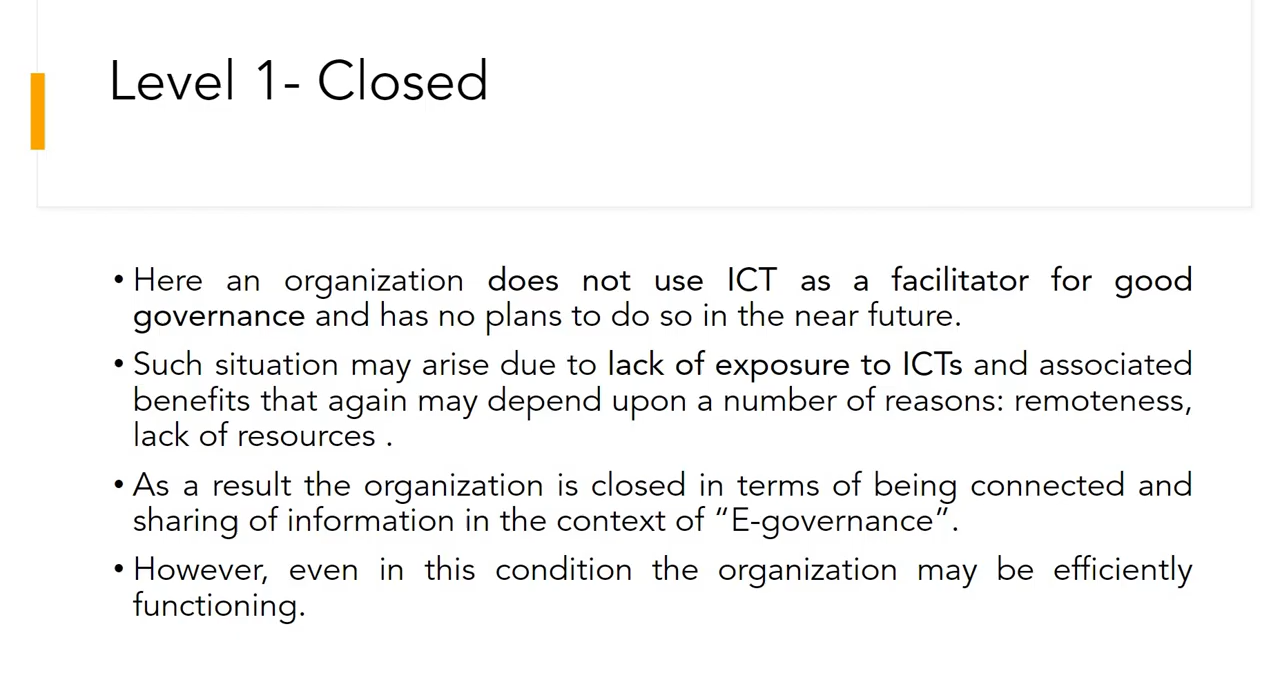 Level 1- Closed
• Here an organization does not use ICT as a facilitator for good
governance and has no plans to do so in the near future.
• Such situation may arise due to lack of exposure to ICTs and associated
benefits that again may depend upon a number of reasons: remoteness,
lack of resources .
• As a result the organization is closed in terms of being connected and
sharing of information in the context of “E-governance”.
• However, even in this condition the organization may be efficiently
functioning.